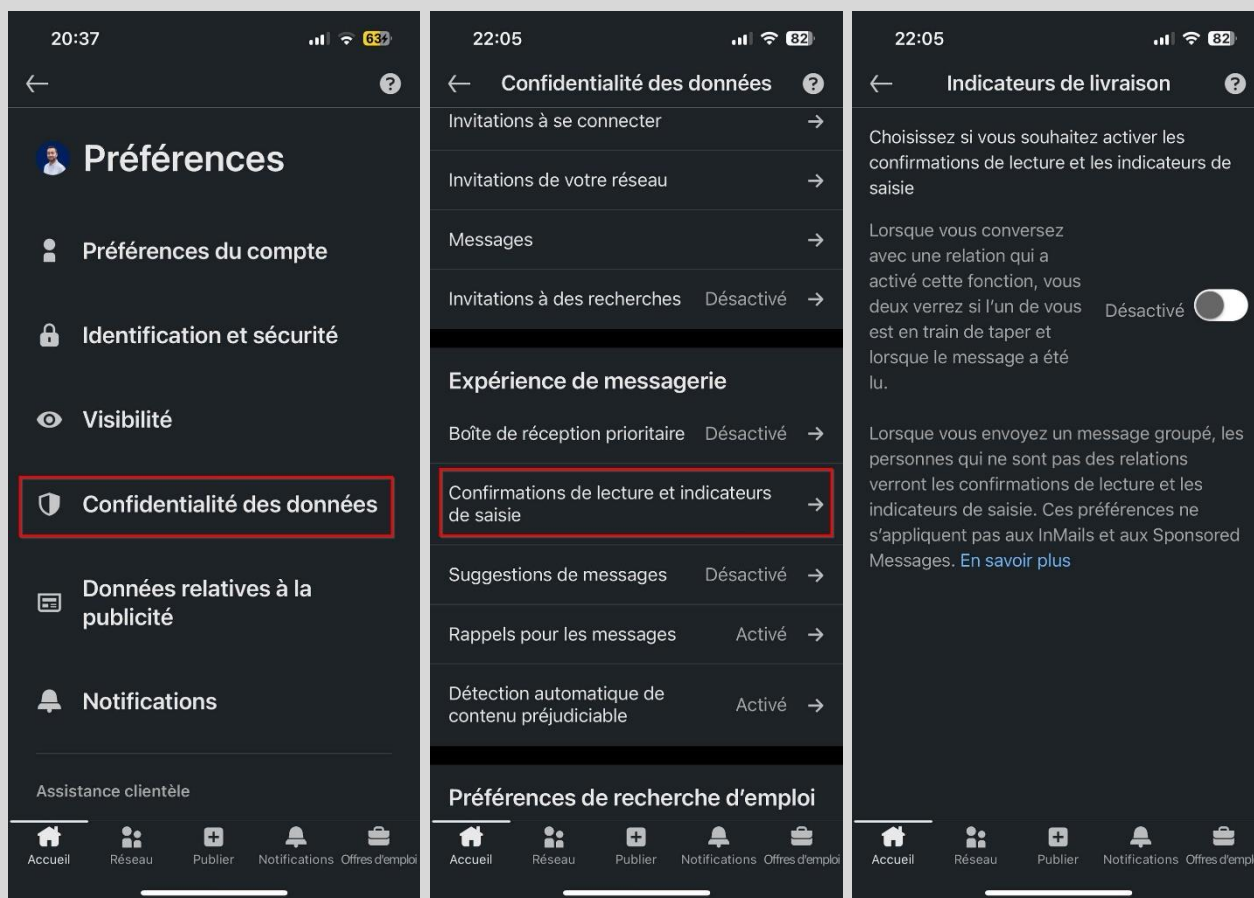 20:37
63
Préférences
Préférences du compte
Identification et sécurité
Visibilité
Confidentialité des données
Données relatives à la
publicité
Notifications
Assistance clientèle
Accueil
Réseau
Publier
Notifications
Offres d'emploi
22:05
82
Confidentialité des données
?
Invitations à se connecter
Invitations de votre réseau
Messages
Invitations à des recherches Désactivé
Expérience de messagerie
Boîte de réception prioritaire Désactivé
Confirmations de lecture et indicateurs
de saisie
Suggestions de messages Désactivé
Rappels pour les messages Activé
Détection automatique de
contenu préjudiciable
Activé
Préférences de recherche d'emploi
Accueil
Réseau
Publier
Notifications
Offres d'emploi
22:05
82
Indicateurs de livraison
?
Choisissez si vous souhaitez activer les
confirmations de lecture et les indicateurs de
saisie
Lorsque vous conversez
avec une relation qui a
activé cette fonction, vous
deux verrez si l'un de vous
est en train de taper et
lorsque le message a été
lu.
Désactivé
Lorsque vous envoyez un message groupé, les
personnes qui ne sont pas des relations
verront les confirmations de lecture et les
indicateurs de saisie. Ces préférences ne
s'appliquent pas aux InMails et aux Sponsored
Messages. En savoir plus
Accueil
Réseau
Publier
Notifications
Offres d'empl